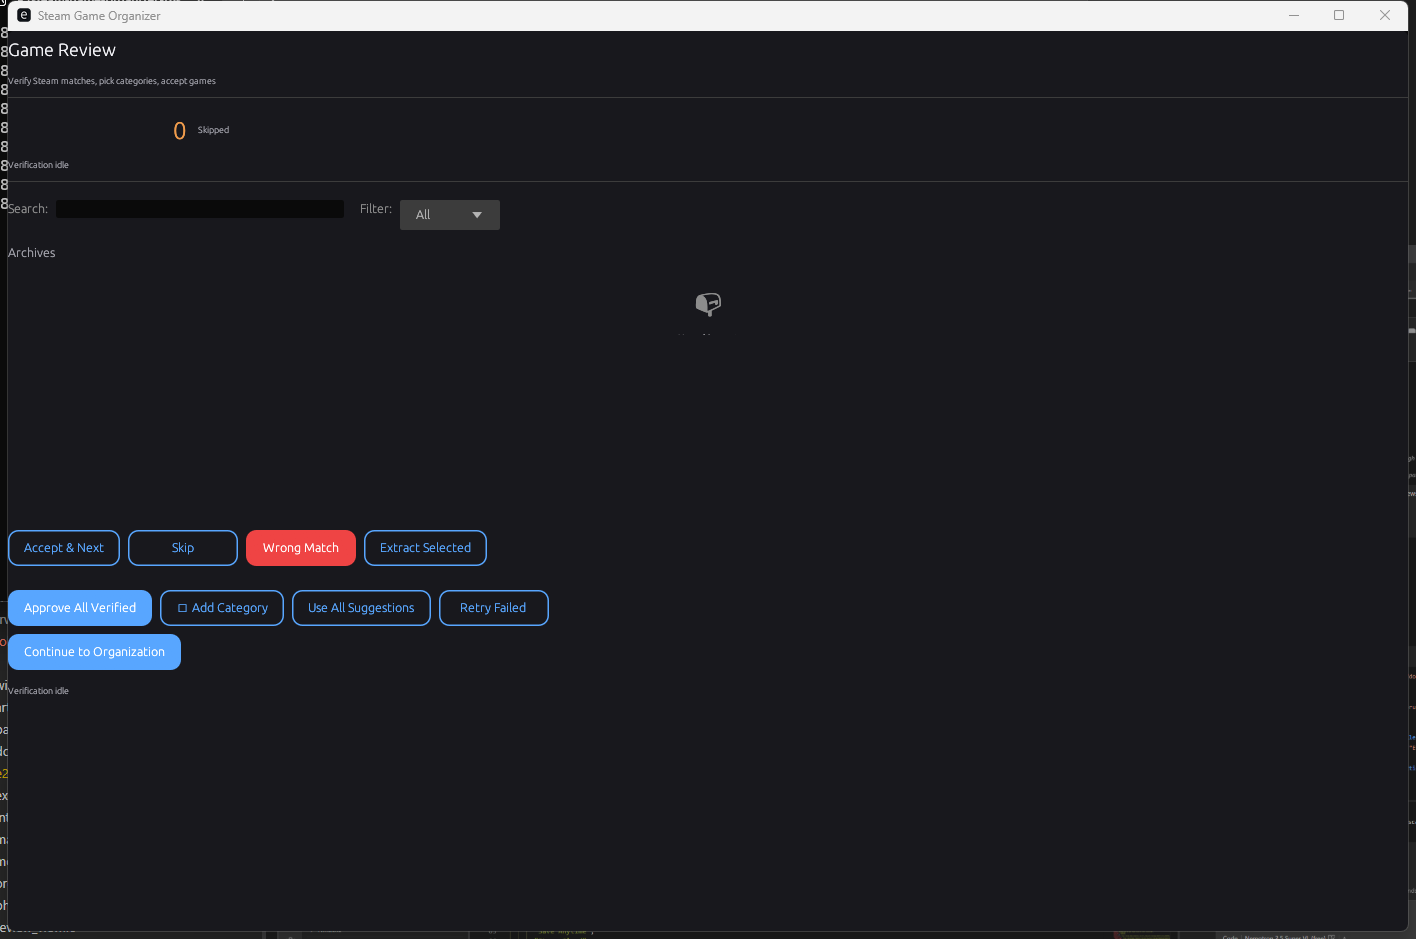 Steam Game Organizer
Game Review
Verify Steam matches, pick categories, accept games
0 Skipped
Verification idle
Search: Filter: All
Archives
Accept & Next Skip Wrong Match Extract Selected
Approve All Verified Add Category Use All Suggestions Retry Failed
Continue to Organization
Verification idle